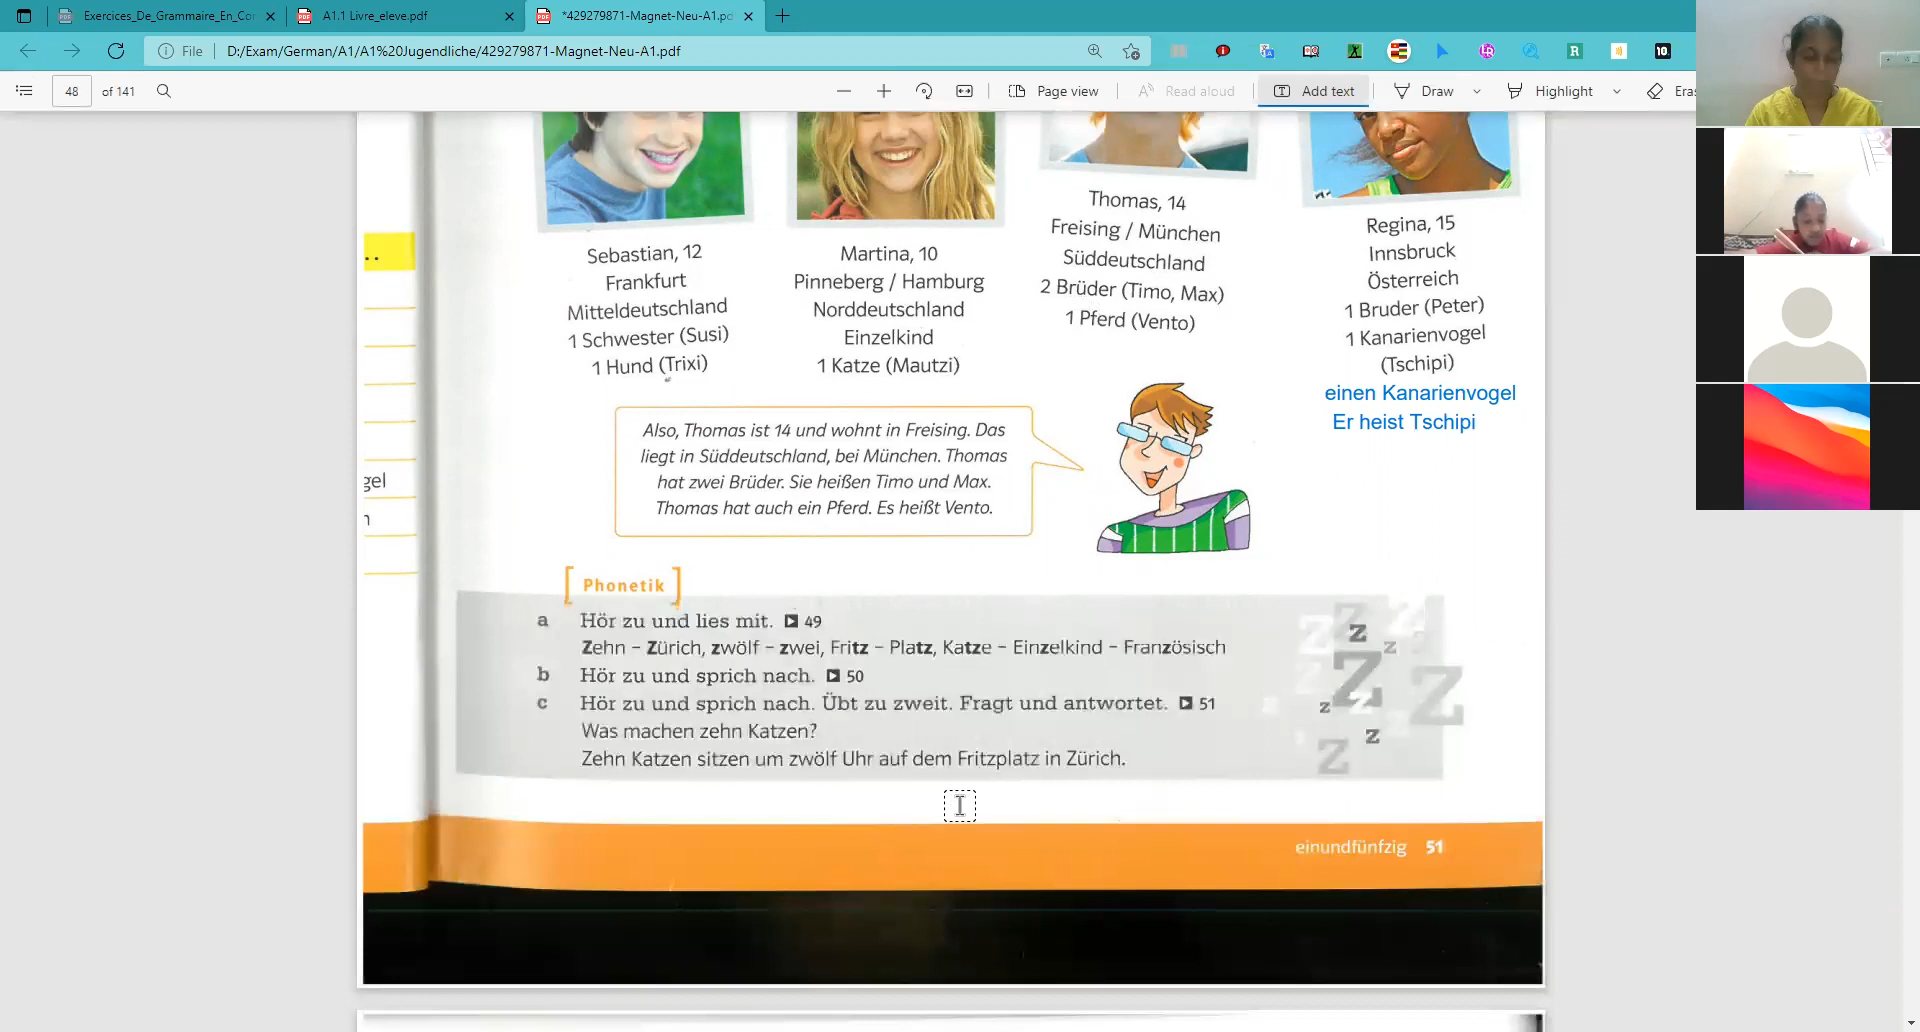 Exercices_De_Grammaire_En_Con
A1.1 Livre_eleve.pdf
*429279871-Magnet-Neu-A1.pd
File
D:/Exam/German/A1/A1%20Jugendliche/429279871-Magnet-Neu-A1.pdf
48 of 141
Page view
Read aloud
Add text
Draw
Highlight
Eras
Sebastian, 12
Frankfurt
Mitteldeutschland
1 Schwester (Susi)
1 Hund (Trixi)
Martina, 10
Pinneberg / Hamburg
Norddeutschland
Einzelkind
1 Katze (Mautzi)
Thomas, 14
Freising / München
Süddeutschland
2 Brüder (Timo, Max)
1 Pferd (Vento)
Regina, 15
Innsbruck
Österreich
1 Bruder (Peter)
1 Kanarienvogel
(Tschipi)
einen Kanarienvogel
Er heist Tschipi
..
gel
Also, Thomas ist 14 und wohnt in Freising. Das
liegt in Süddeutschland, bei München. Thomas
hat zwei Brüder. Sie heißen Timo und Max.
Thomas hat auch ein Pferd. Es heißt Vento.
Phonetik
a Hör zu und lies mit. 49
Zehn – Zürich, zwölf – zwei, Fritz – Platz, Katze – Einzelkind – Französisch
b Hör zu und sprich nach. 50
c Hör zu und sprich nach. Übt zu zweit. Fragt und antwortet. 51
Was machen zehn Katzen?
Zehn Katzen sitzen um zwölf Uhr auf dem Fritzplatz in Zürich.
einundfünfzig 51